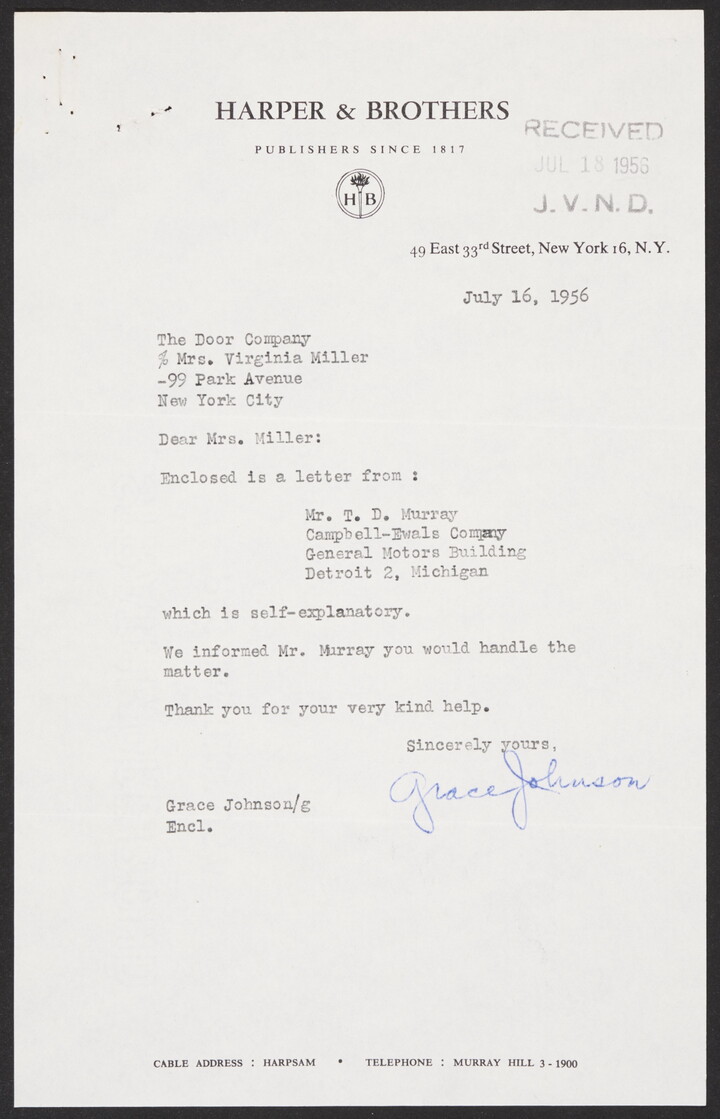 HARPER & BROTHERS
PUBLISHERS SINCE 1817
H B
RECEIVED
JUL 18 1956
J.V.N.D.
49 East 33rd Street, New York 16, N.Y.
July 16, 1956
The Door Company
℅ Mrs. Virginia Miller
-99 Park Avenue
New York City
Dear Mrs. Miller:
Enclosed is a letter from :
Mr. T. D. Murray
Campbell-Ewals Company
General Motors Building
Detroit 2, Michigan
which is self-explanatory.
We informed Mr. Murray you would handle the
matter.
Thank you for your very kind help.
Sincerely yours,
Grace Johnson
Grace Johnson/g
Encl.
CABLE ADDRESS : HARPSAM • TELEPHONE : MURRAY HILL 3-1900